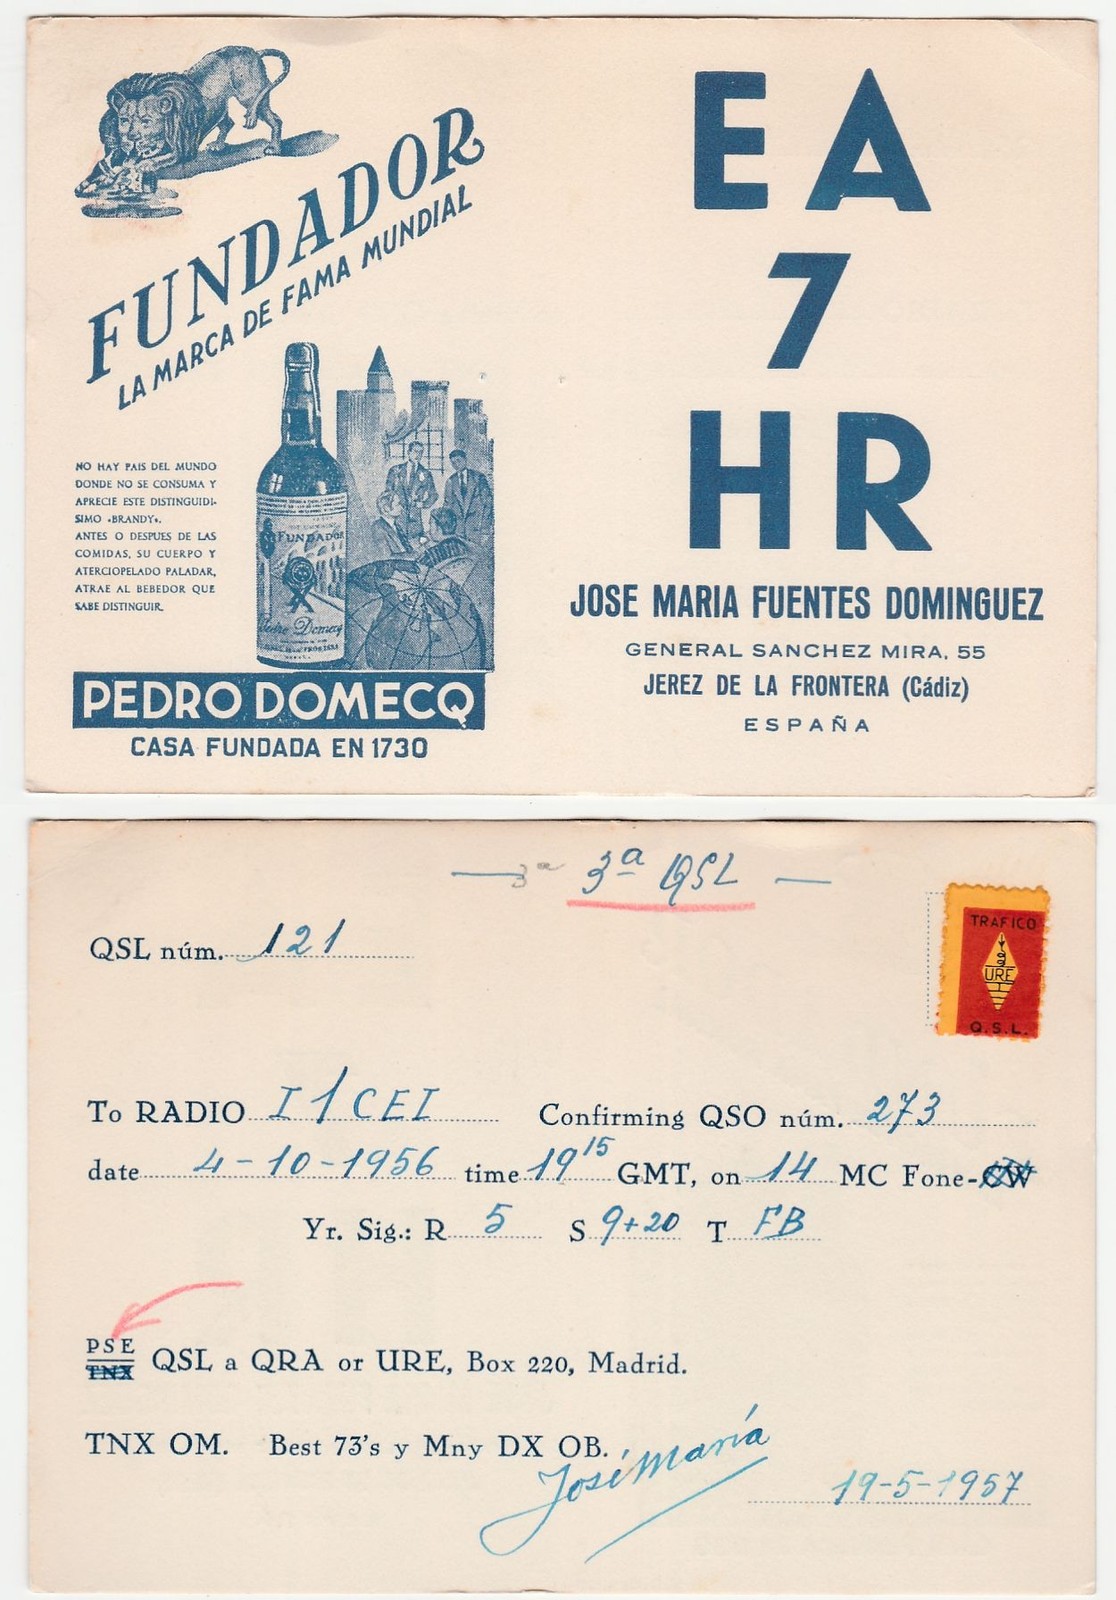 FUNDADOR
LA MARCA DE FAMA MUNDIAL
NO HAY PAIS DEL MUNDO
DONDE NO SE CONSUMA Y
APRECIE ESTE DISTINGUIDI-
SIMO «BRANDY».
ANTES O DESPUES DE LAS
COMIDAS, SU CUERPO Y
ATERCIOPELADO PALADAR,
ATRAE AL BEBEDOR QUE
SABE DISTINGUIR.
FUNDADOR
Pedro Domecq
PEDRO DOMECQ
CASA FUNDADA EN 1730
EA
7
HR
JOSE MARIA FUENTES DOMINGUEZ
GENERAL SANCHEZ MIRA, 55
JEREZ DE LA FRONTERA (Cádiz)
ESPAÑA
3ª 3ª QSL
QSL núm. 121
TRAFICO
URE
Q.S.L.
To RADIO I1CEI Confirming QSO núm. 273
date 4-10-1956 time 19 15 GMT, on 14 MC Fone-CW
Yr. Sig.: R 5 S 9+20 T FB
PSE
TNX QSL a QRA or URE, Box 220, Madrid.
TNX OM. Best 73's y Mny DX OB.
José María
19-5-1957